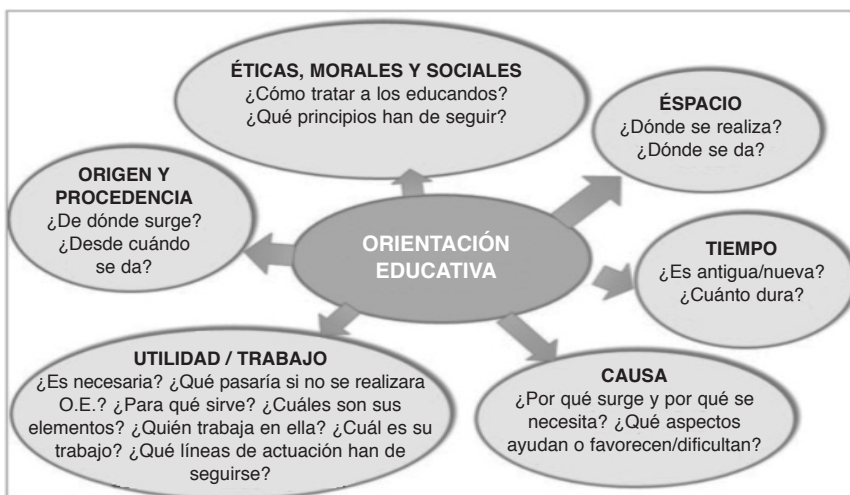 ÉTICAS, MORALES Y SOCIALES
¿Cómo tratar a los educandos?
¿Qué principios han de seguir?
ÉSPACIO
¿Dónde se realiza?
¿Dónde se da?
ORIGEN Y
PROCEDENCIA
¿De dónde surge?
¿Desde cuándo
se da?
ORIENTACIÓN
EDUCATIVA
TIEMPO
¿Es antigua/nueva?
¿Cuánto dura?
UTILIDAD / TRABAJO
¿Es necesaria? ¿Qué pasaría si no se realizara
O.E.? ¿Para qué sirve? ¿Cuáles son sus
elementos? ¿Quién trabaja en ella? ¿Cuál es su
trabajo? ¿Qué líneas de actuación han de
seguirse?
CAUSA
¿Por qué surge y por qué se
necesita? ¿Qué aspectos
ayudan o favorecen/dificultan?